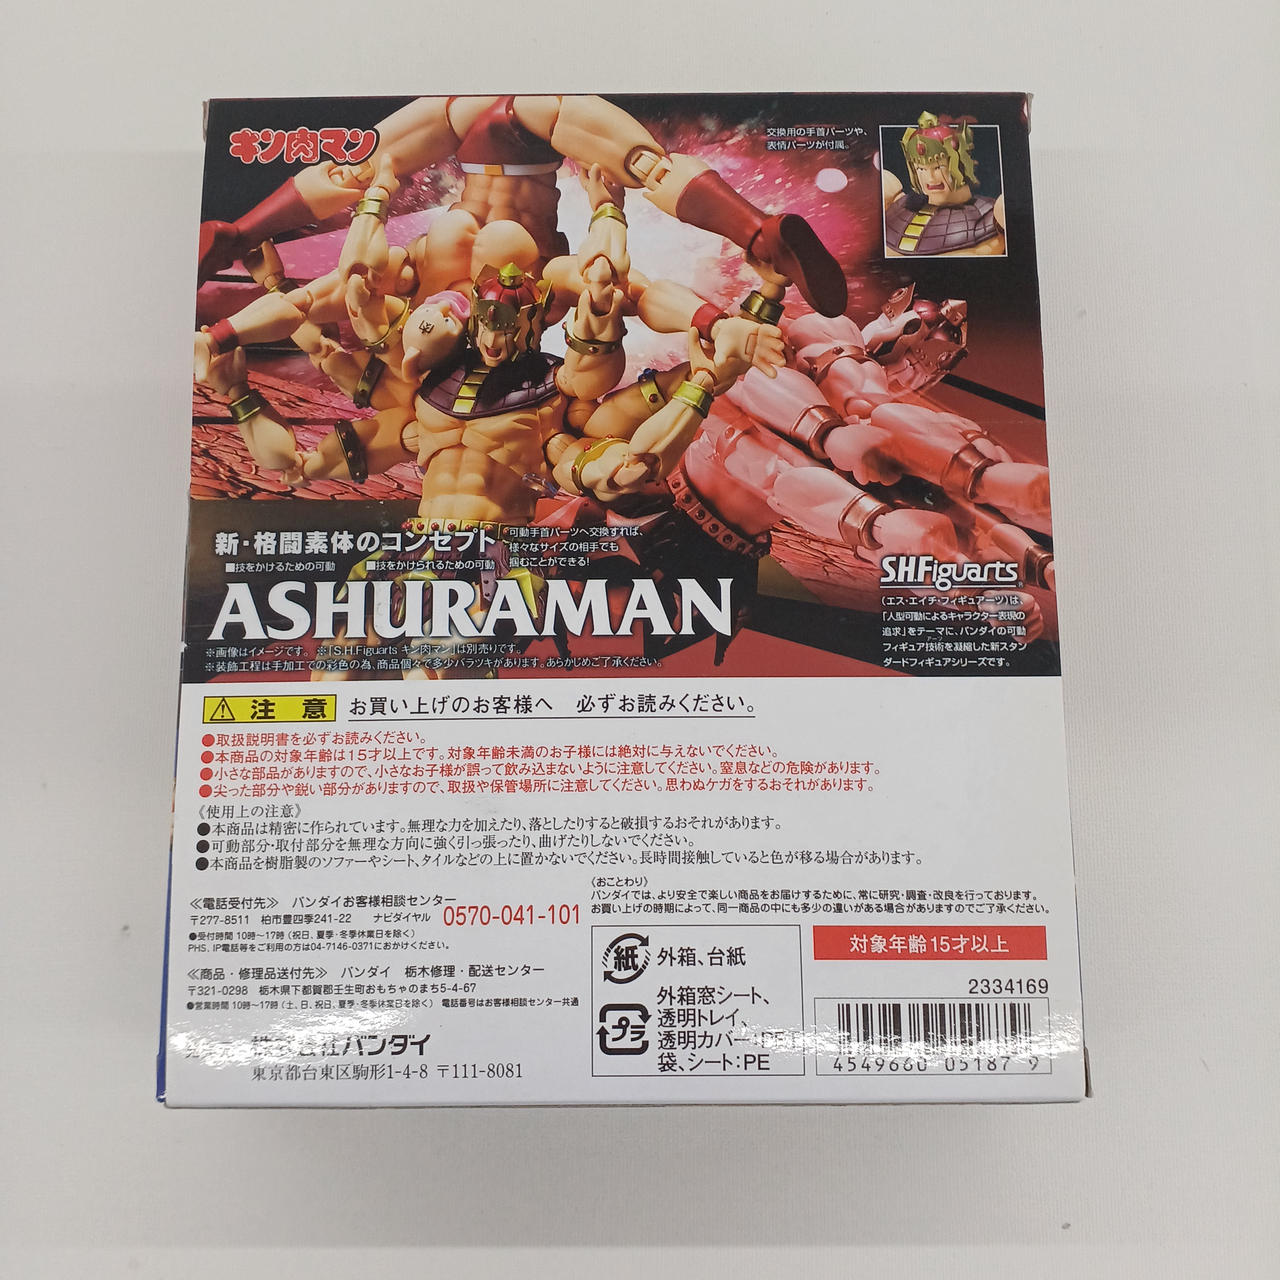 キン肉マン
交換用の手首パーツや、
表情パーツが付属。
新・格闘素体のコンセプト
■技をかけるための可動 ■技をかけられるための可動
可動手首パーツへ交換すれば、
様々なサイズの相手でも
掴むことができる!
ASHURAMAN
※画像はイメージです。 ※「S.H.Figuarts キン肉マン」は別売りです。
※装飾工程は手加工での彩色の為、商品個々で多少バラツキがあります。あらかじめご了承ください。
S.H.Figuarts
(エス・エイチ・フィギュアーツ)は、
「人型可動によるキャラクター表現の
追求」をテーマに、バンダイの可動
フィギュア技術を凝縮した新スタン
ダードフィギュアシリーズです。
注意 お買い上げのお客様へ 必ずお読みください。
●取扱説明書を必ずお読みください。
●本商品の対象年齢は15才以上です。対象年齢未満のお子様には絶対に与えないでください。
●小さな部品がありますので、小さなお子様が誤って飲み込まないように注意してください。窒息などの危険があります。
●尖った部分や鋭い部分がありますので、取扱や保管場所に注意してください。思わぬケガをするおそれがあります。
《使用上の注意》
●本商品は精密に作られています。無理な力を加えたり、落としたりすると破損するおそれがあります。
●可動部分・取付部分を無理な方向に強く引っ張ったり、曲げたりしないでください。
●本商品を樹脂製のソファーやシート、タイルなどの上に置かないでください。長時間接触していると色が移る場合があります。
≪電話受付先≫ バンダイお客様相談センター
〒277-8511 柏市豊四季241-22 ナビダイヤル 0570-041-101
●受付時間 10時~17時(祝日、夏季・冬季休業日を除く)
PHS、IP電話等をご利用の方は04-7146-0371におかけください。
≪商品・修理品送付先≫ バンダイ 栃木修理・配送センター
〒321-0298 栃木県下都賀郡壬生町おもちゃのまち5-4-67
●営業時間 10時~17時(土、日、祝日、夏季・冬季休業日を除く) 電話番号はお客様相談センター共通
株式会社バンダイ
東京都台東区駒形1-4-8 〒111-8081
《おことわり》
バンダイでは、より安全で楽しい商品をお届けするために、常に研究・調査・改良を行っております。
お買い上げの時期によって、同一商品の中にも多少の違いがある場合がありますのでご了承ください。
紙 外箱、台紙
プラ
外箱窓シート、
透明トレイ、
透明カバー:PET
袋、シート:PE
対象年齢15才以上
2334169
4549660 05187 9